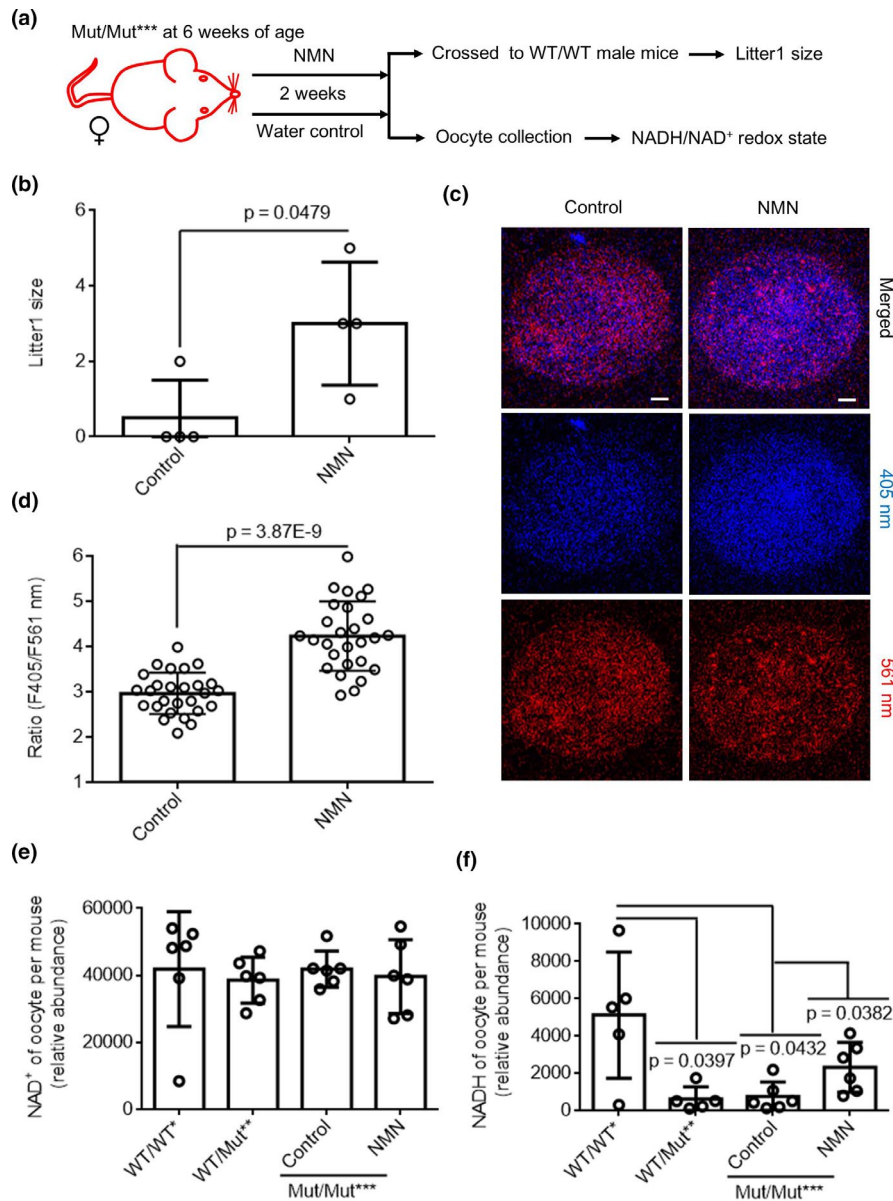 (a)
Mut/Mut*** at 6 weeks of age
NMN
2 weeks
Water control
Crossed to WT/WT male mice
Litter1 size
Oocyte collection
NADH/NAD⁺ redox state
♀
(b)
p = 0.0479
Litter1 size
6
4
2
0
Control
NMN
(c)
Control
NMN
Merged
405 nm
561 nm
(d)
p = 3.87E-9
Ratio (F405/F561 nm)
6
5
4
3
2
1
Control
NMN
(e)
NAD⁺ of oocyte per mouse
(relative abundance)
60000
40000
20000
0
WT/WT*
WT/Mut**
Control
NMN
Mut/Mut***
(f)
NADH of oocyte per mouse
(relative abundance)
10000
8000
6000
4000
2000
0
p = 0.0397
p = 0.0432
p = 0.0382
WT/WT*
WT/Mut**
Control
NMN
Mut/Mut***